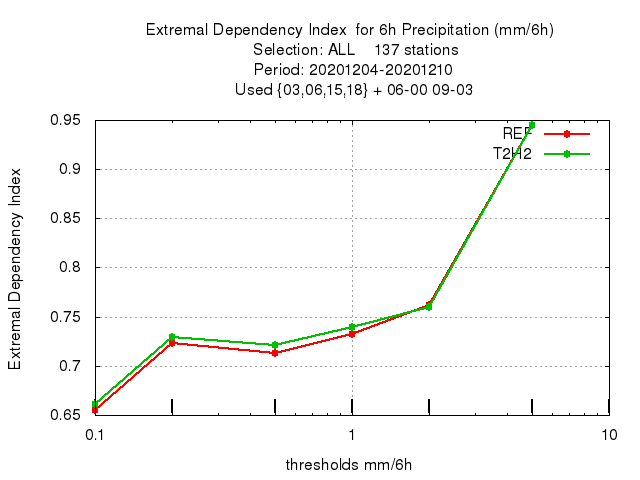 Extremal Dependency Index  for 6h Precipitation (mm/6h)
Selection: ALL    137 stations
Period: 20201204-20201210
Used {03,06,15,18} + 06-00 09-03
Extremal Dependency Index
0.95
0.9
0.85
0.8
0.75
0.7
0.65
REF
T2H2
0.1
1
10
thresholds mm/6h